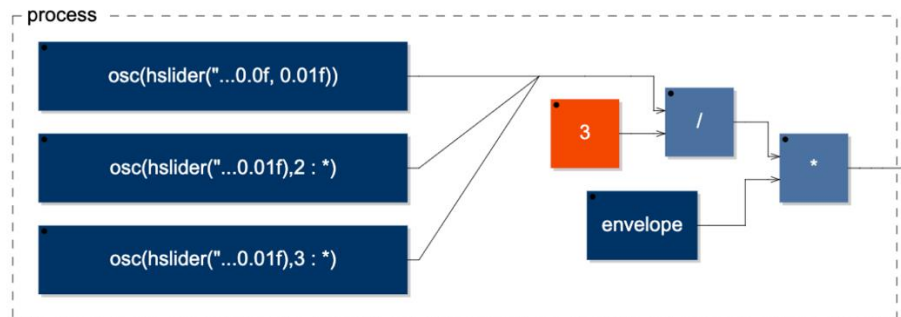 process
osc(hslider("...0.0f, 0.01f))
3
/
*
osc(hslider("...0.01f),2 : *)
envelope
osc(hslider("...0.01f),3 : *)